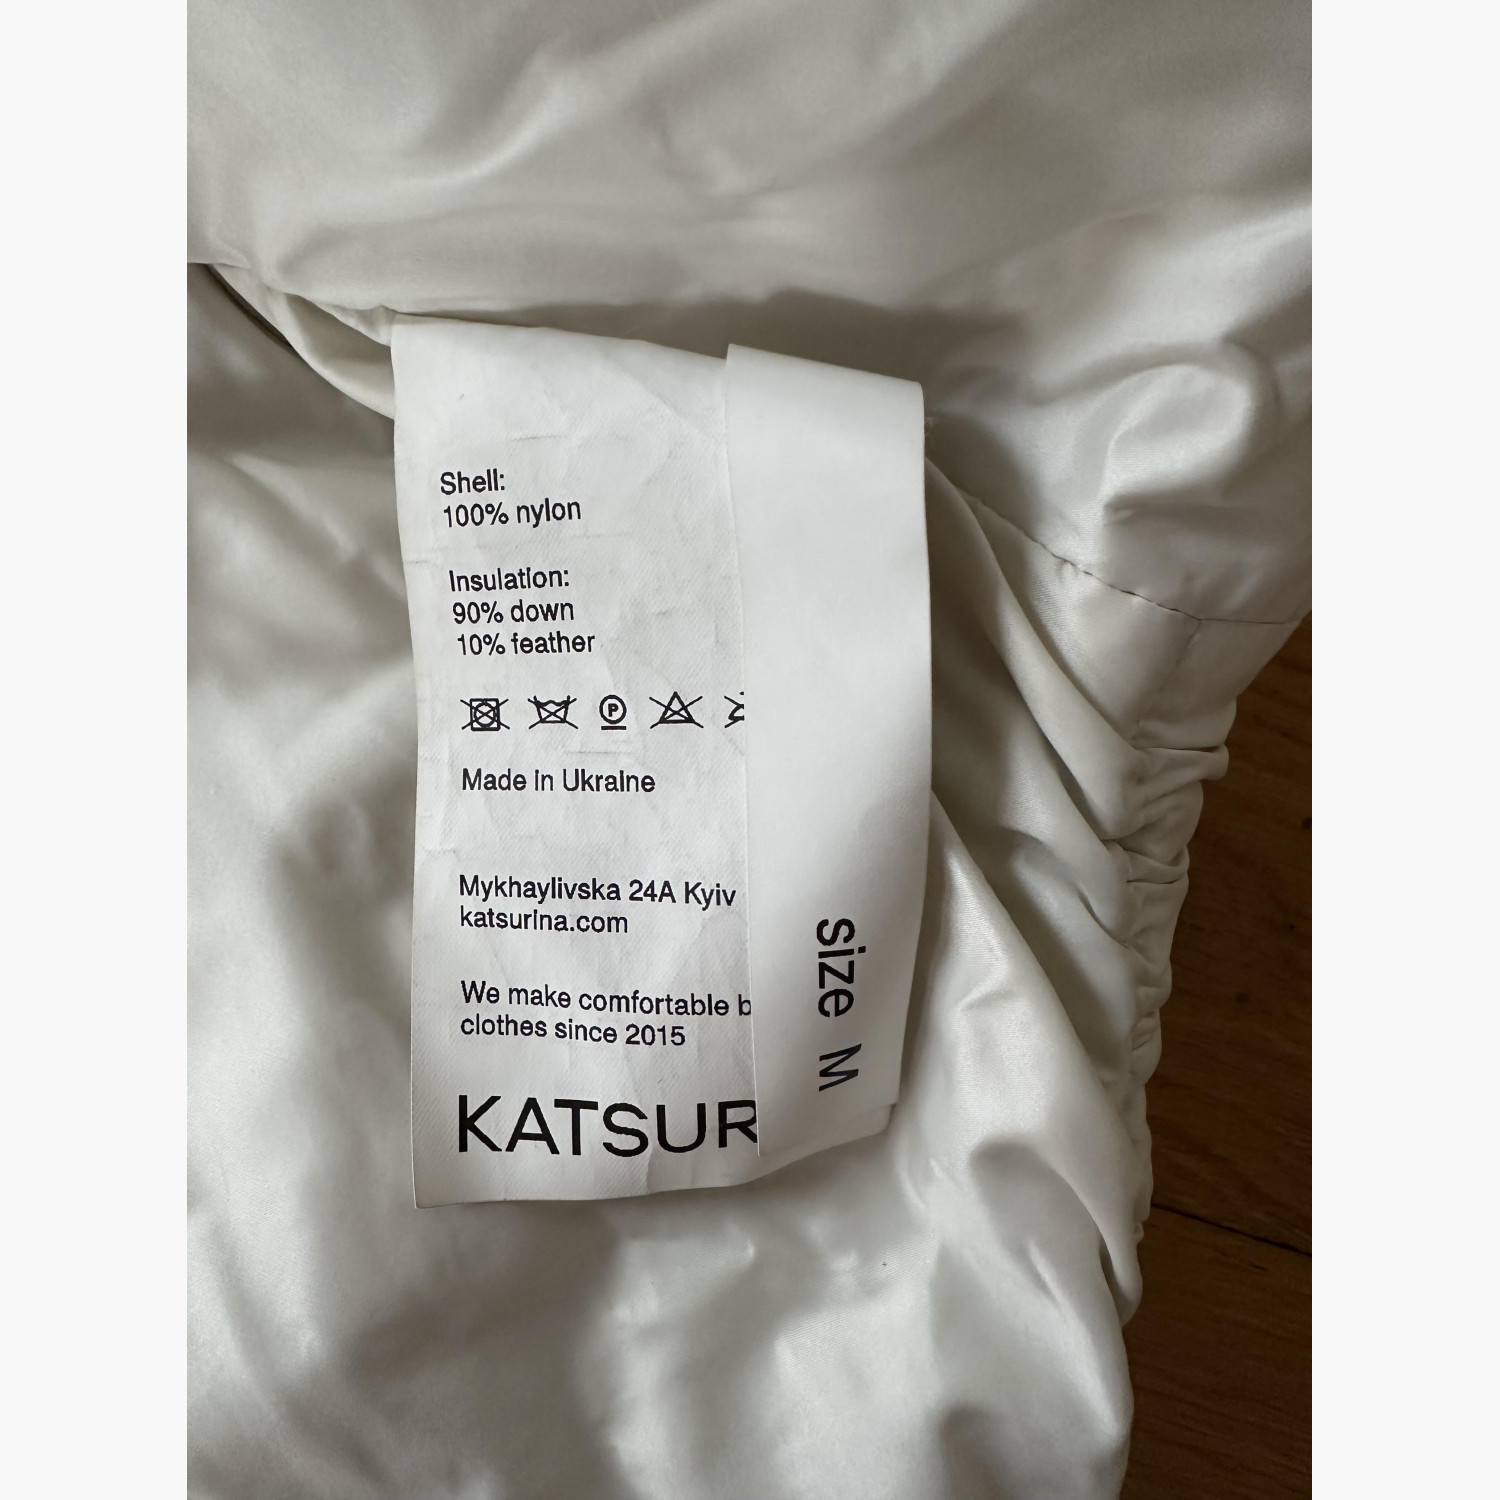 Shell:
100% nylon
Insulation:
90% down
10% feather
P
Made in Ukraine
Mykhaylivska 24A Kyiv
katsurina.com
We make comfortable b
clothes since 2015
KATSUR
size M